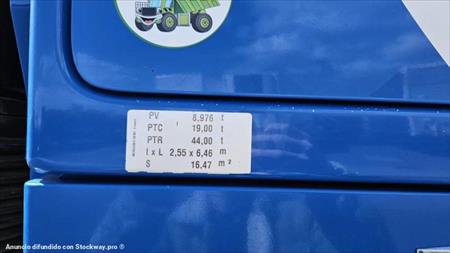 PV 8,976 t
PTC 19,00 t
PTR 44,00 t
l x L 2,55 x 6,46 m
S 16,47 m²
Anuncio difundido con Stockway.pro ®